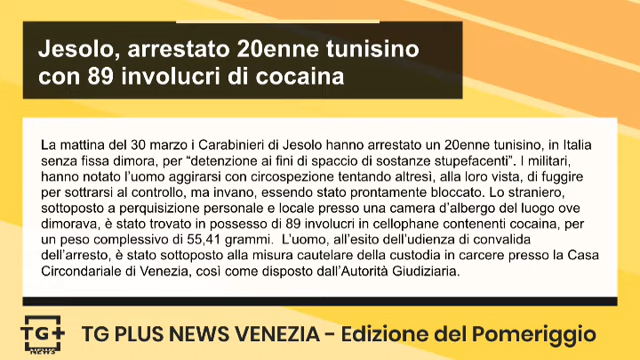 Jesolo, arrestato 20enne tunisino
con 89 involucri di cocaina
La mattina del 30 marzo i Carabinieri di Jesolo hanno arrestato un 20enne tunisino, in Italia
senza fissa dimora, per “detenzione ai fini di spaccio di sostanze stupefacenti”. I militari,
hanno notato l’uomo aggirarsi con circospezione tentando altresì, alla loro vista, di fuggire
per sottrarsi al controllo, ma invano, essendo stato prontamente bloccato. Lo straniero,
sottoposto a perquisizione personale e locale presso una camera d’albergo del luogo ove
dimorava, è stato trovato in possesso di 89 involucri in cellophane contenenti cocaina, per
un peso complessivo di 55,41 grammi. L’uomo, all’esito dell’udienza di convalida
dell’arresto, è stato sottoposto alla misura cautelare della custodia in carcere presso la Casa
Circondariale di Venezia, così come disposto dall’Autorità Giudiziaria.
TG+
NEWS
TG PLUS NEWS VENEZIA - Edizione del Pomeriggio